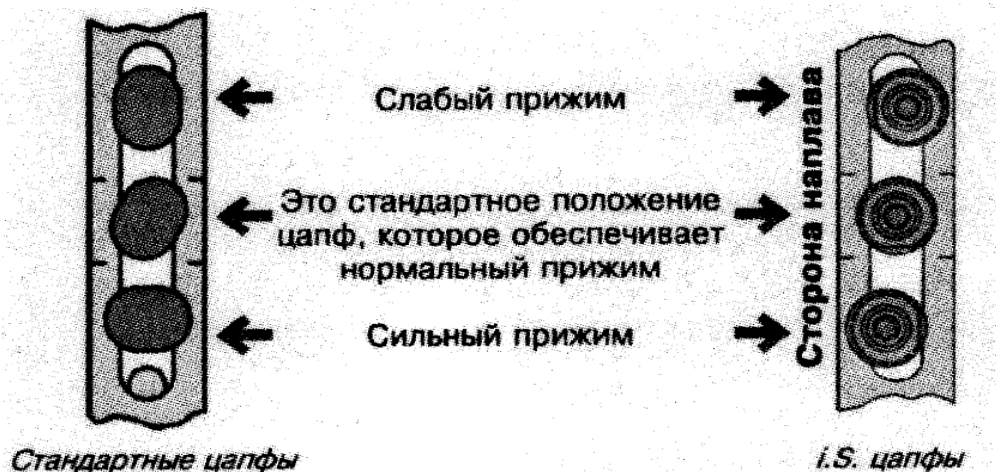 Слабый прижим
Это стандартное положение
цапф, которое обеспечивает
нормальный прижим
Сильный прижим
Сторона наплава
Стандартные цапфы
i.S. цапфы